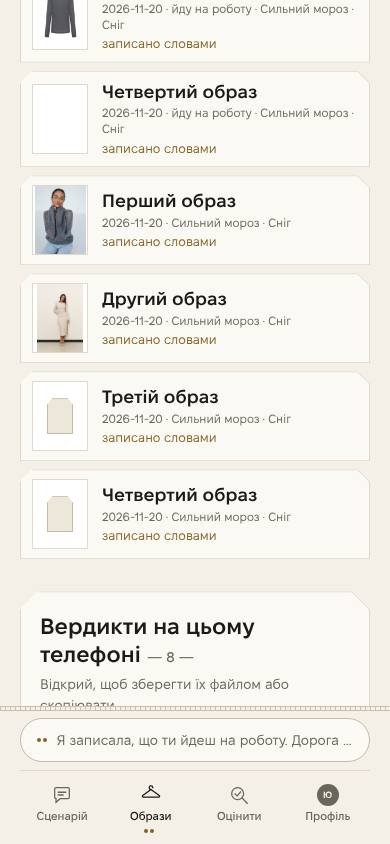 2026-11-20 · йду на роботу · Сильний мороз ·
Сніг
записано словами
Четвертий образ
2026-11-20 · йду на роботу · Сильний мороз ·
Сніг
записано словами
Перший образ
2026-11-20 · Сильний мороз · Сніг
записано словами
Другий образ
2026-11-20 · Сильний мороз · Сніг
записано словами
Третій образ
2026-11-20 · Сильний мороз · Сніг
записано словами
Четвертий образ
2026-11-20 · Сильний мороз · Сніг
записано словами
Вердикти на цьому
телефоні — 8 —
Відкрий, щоб зберегти їх файлом або
скопіювати.
Я записала, що ти йдеш на роботу. Дорога ...
Сценарій
Образи
Оцінити
Ю
Профіль